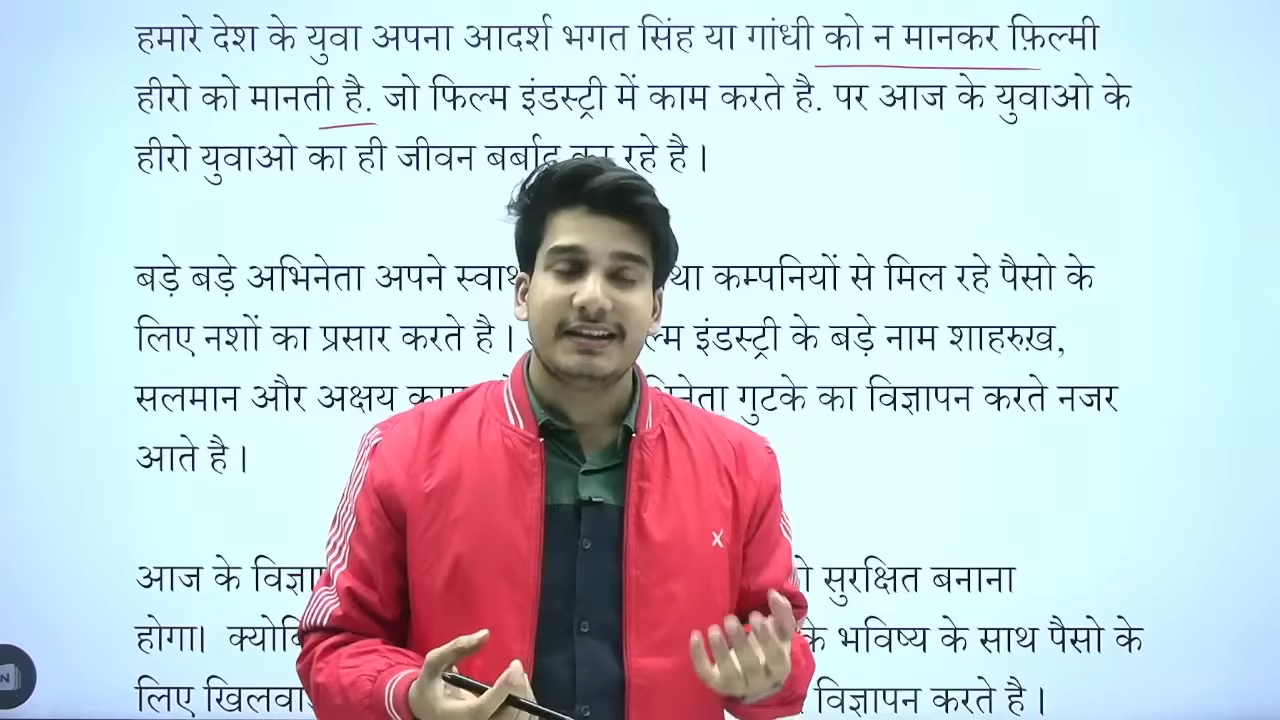 हमारे देश के युवा अपना आदर्श भगत सिंह या गांधी को न मानकर फ़िल्मी
हीरो को मानती है. जो फिल्म इंडस्ट्री में काम करते है. पर आज के युवाओ के
हीरो युवाओ का ही जीवन बर्बाद कर रहे है।
बड़े बड़े अभिनेता अपने कम्पनियों से मिल रहे पैसो के
लिए नशों का प्रसार करते है। इंडस्ट्री के बड़े नाम शाहरुख़,
सलमान और अक्षय गुटके का विज्ञापन करते नजर
आते है।
आज के सुरक्षित बनाना
होगा। के भविष्य के साथ पैसो के
लिए विज्ञापन करते है।
N